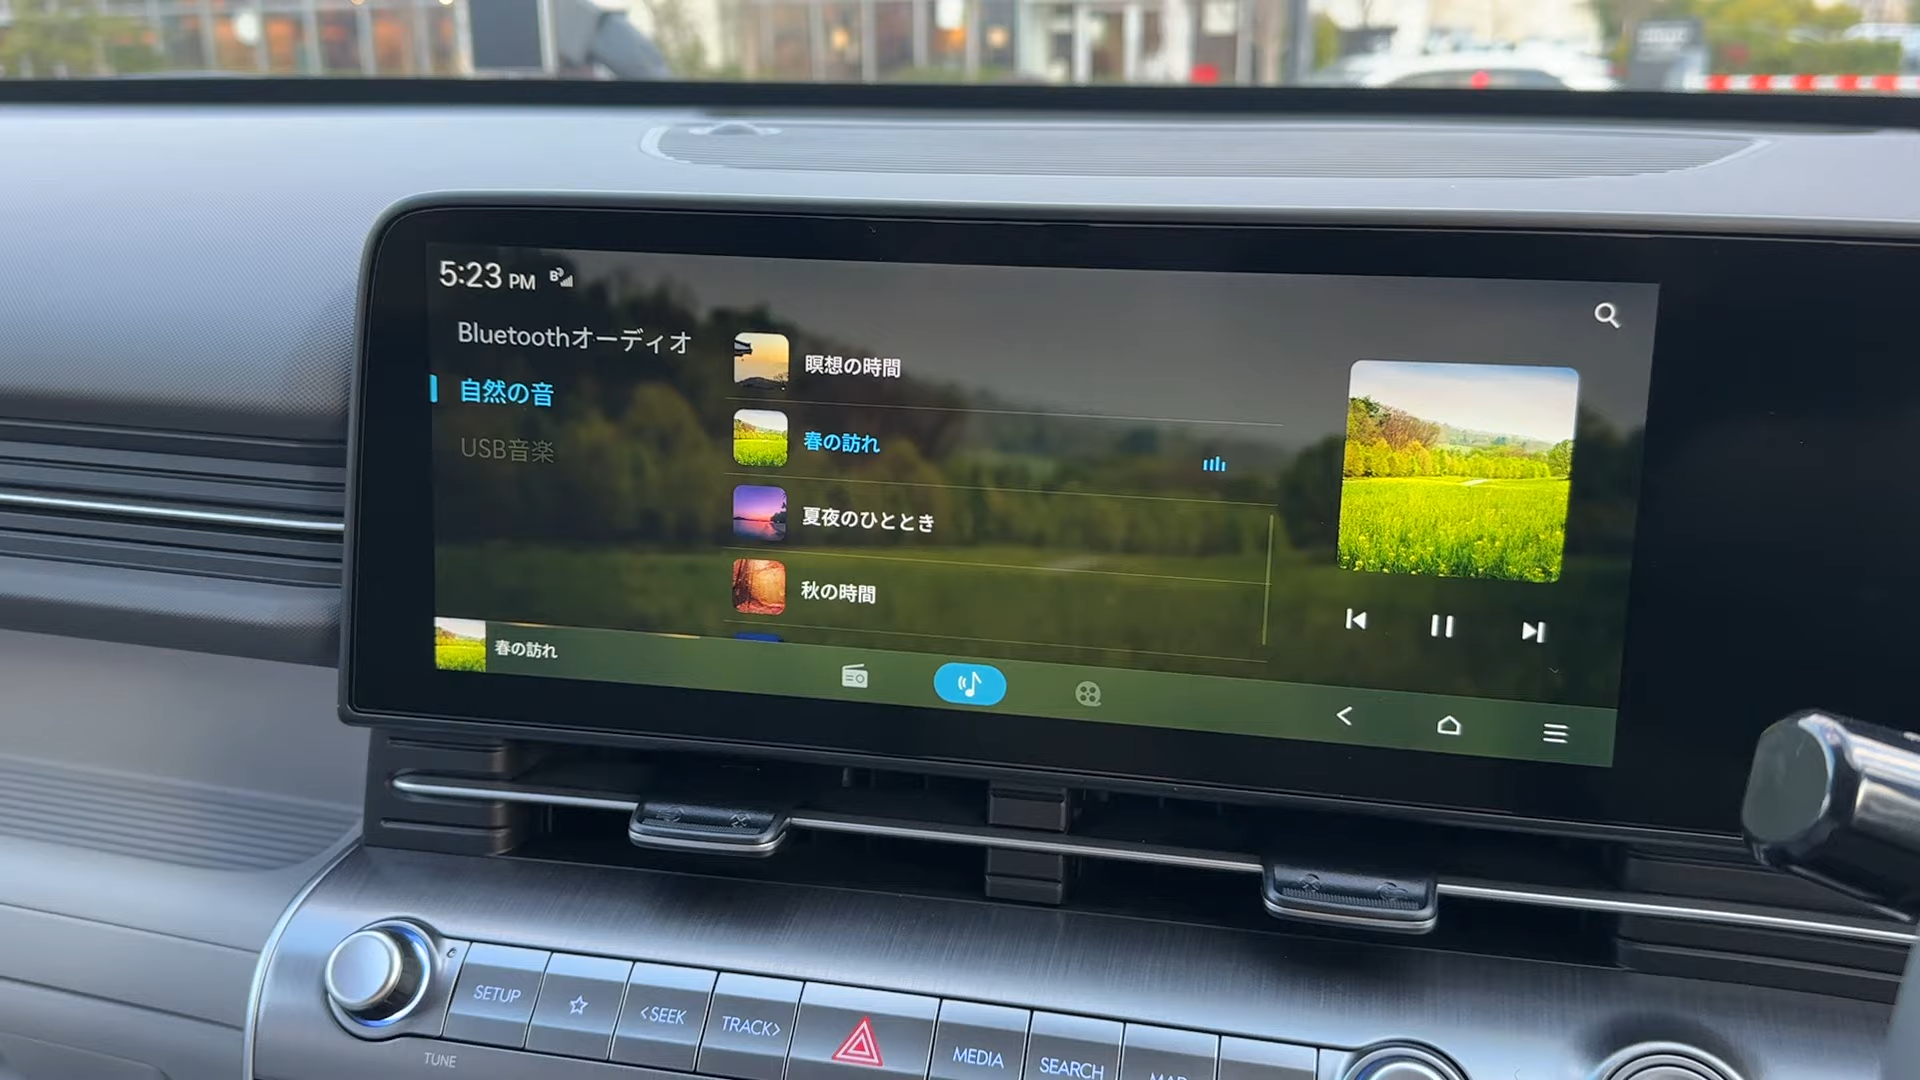 5:23 PM
Bluetoothオーディオ
自然の音
USB音楽
瞑想の時間
春の訪れ
夏夜のひととき
秋の時間
春の訪れ
SETUP
<SEEK
TRACK>
MEDIA
SEARCH
MAP
TUNE